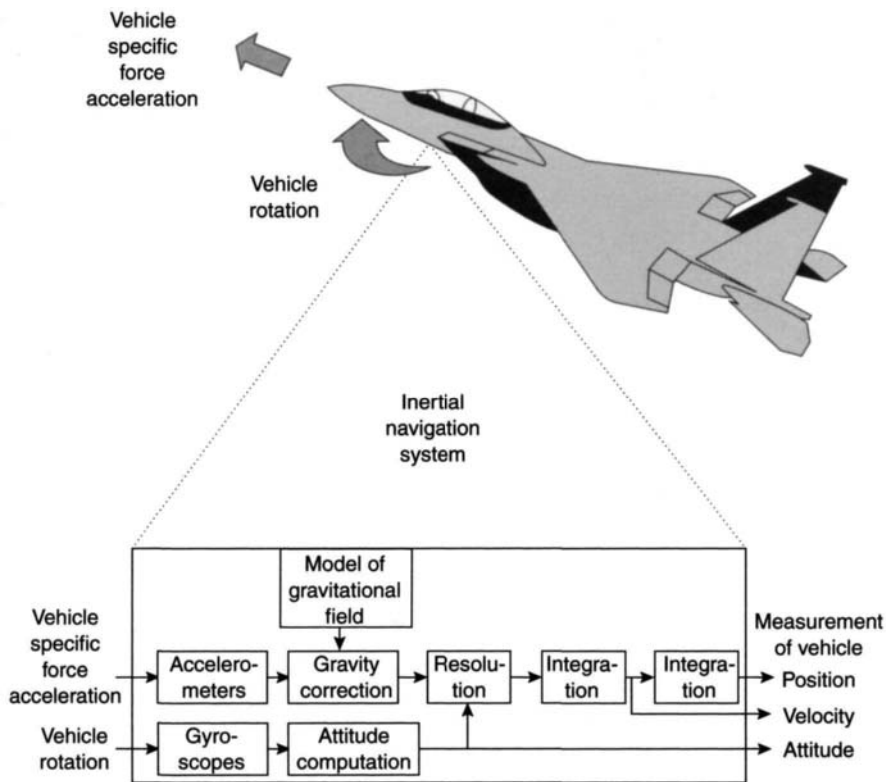 Vehicle
specific
force
acceleration
Vehicle
rotation
Inertial
navigation
system
Model of
gravitational
field
Vehicle
specific
force
acceleration
Accelero-
meters
Gravity
correction
Resolu-
tion
Integra-
tion
Integra-
tion
Measurement
of vehicle
Position
Velocity
Vehicle
rotation
Gyro-
scopes
Attitude
computation
Attitude